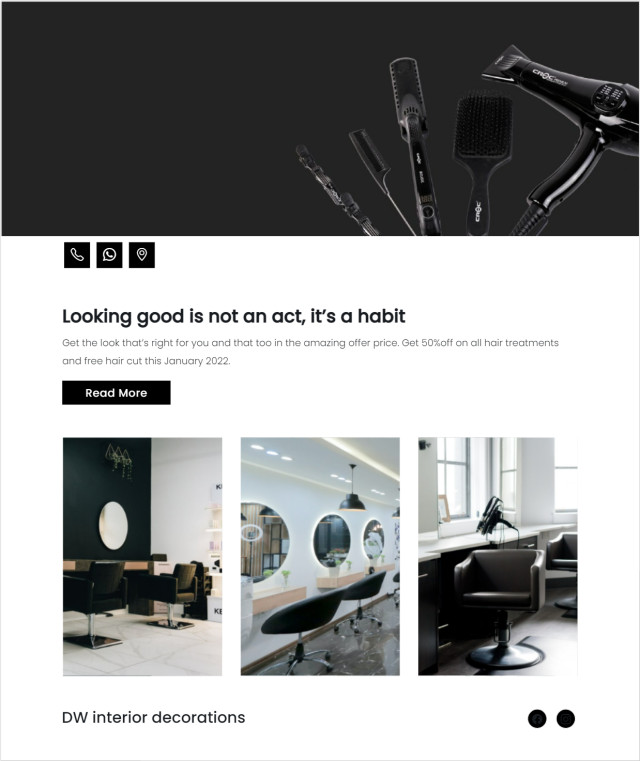 CROC
CROC
Looking good is not an act, it's a habit
Get the look that's right for you and that too in the amazing offer price. Get 50%off on all hair treatments
and free hair cut this January 2022.
Read More
DW interior decorations